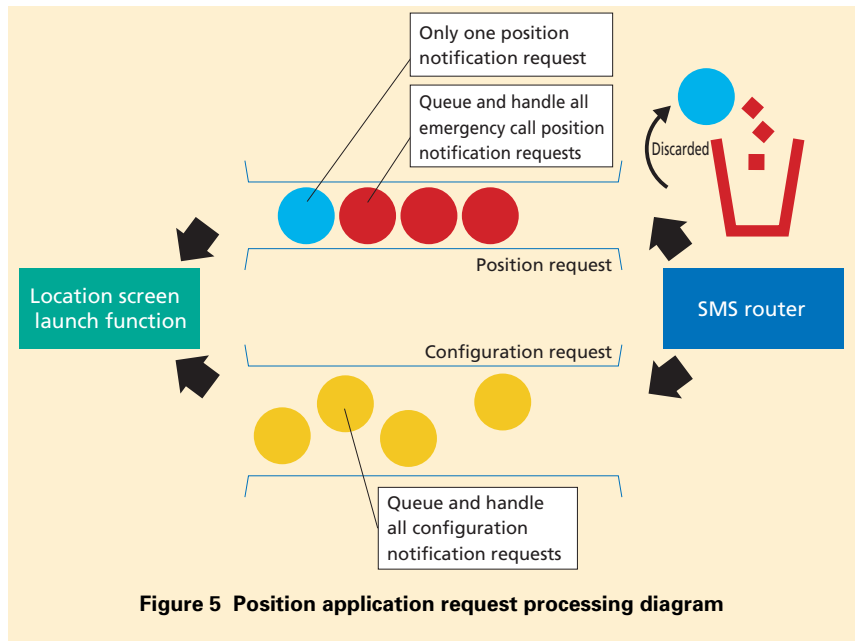 Only one position
notification request
Queue and handle all
emergency call position
notification requests
Discarded
Position request
Location screen
launch function
SMS router
Configuration request
Queue and handle
all configuration
notification requests
Figure 5 Position application request processing diagram